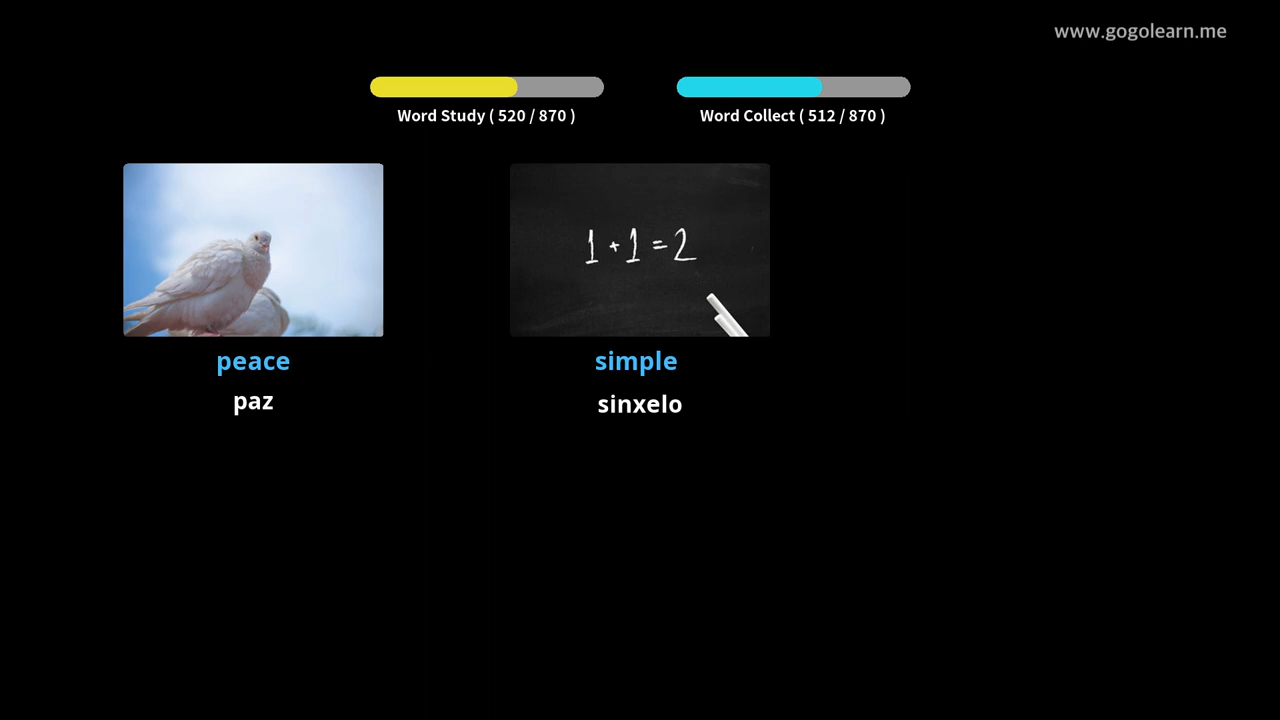 www.gogolearn.me
Word Study ( 520 / 870 )
Word Collect ( 512 / 870 )
1 + 1 = 2
peace
simple
paz
sinxelo